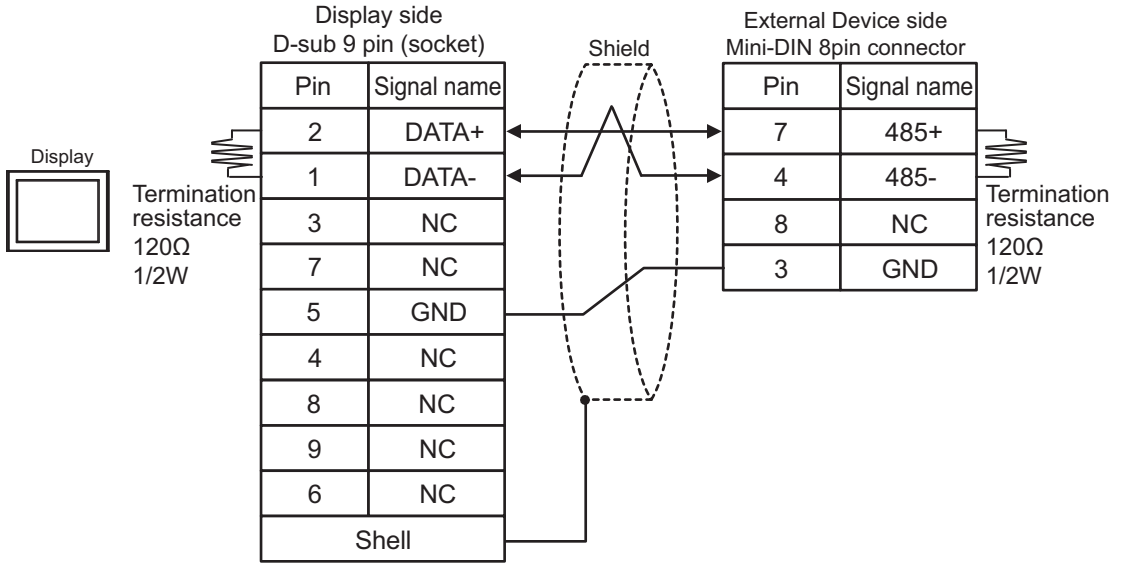 Display side
D-sub 9 pin (socket)
Shield
External Device side
Mini-DIN 8pin connector
Pin Signal name
2 DATA+
1 DATA-
3 NC
7 NC
5 GND
4 NC
8 NC
9 NC
6 NC
Shell
Pin Signal name
7 485+
4 485-
8 NC
3 GND
Display
Termination
resistance
120Ω
1/2W
Termination
resistance
120Ω
1/2W